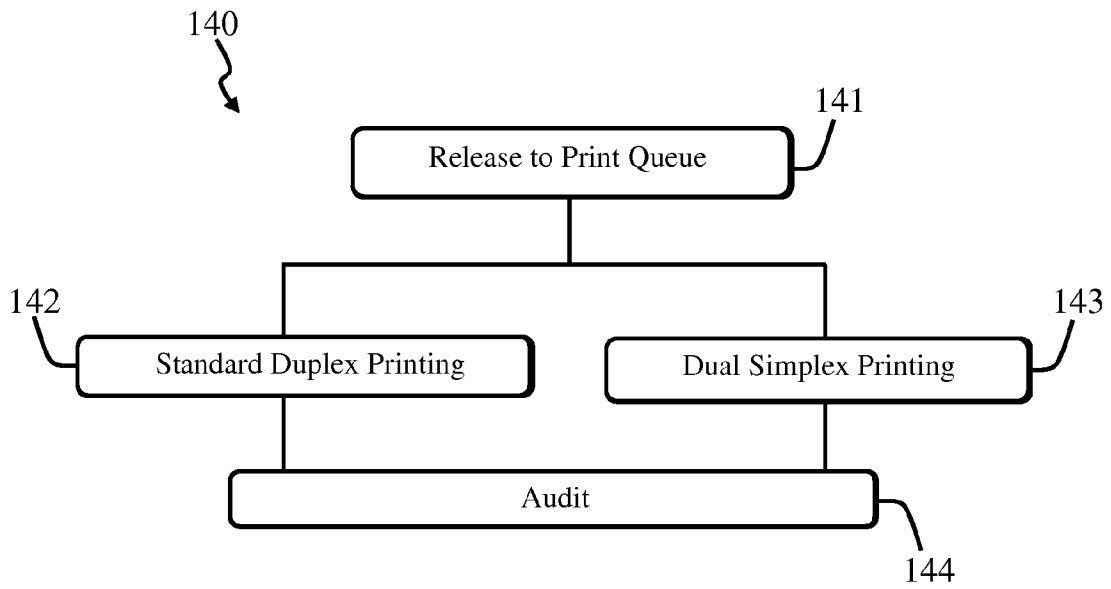 140
141
Release to Print Queue
142
143
Standard Duplex Printing
Dual Simplex Printing
Audit
144